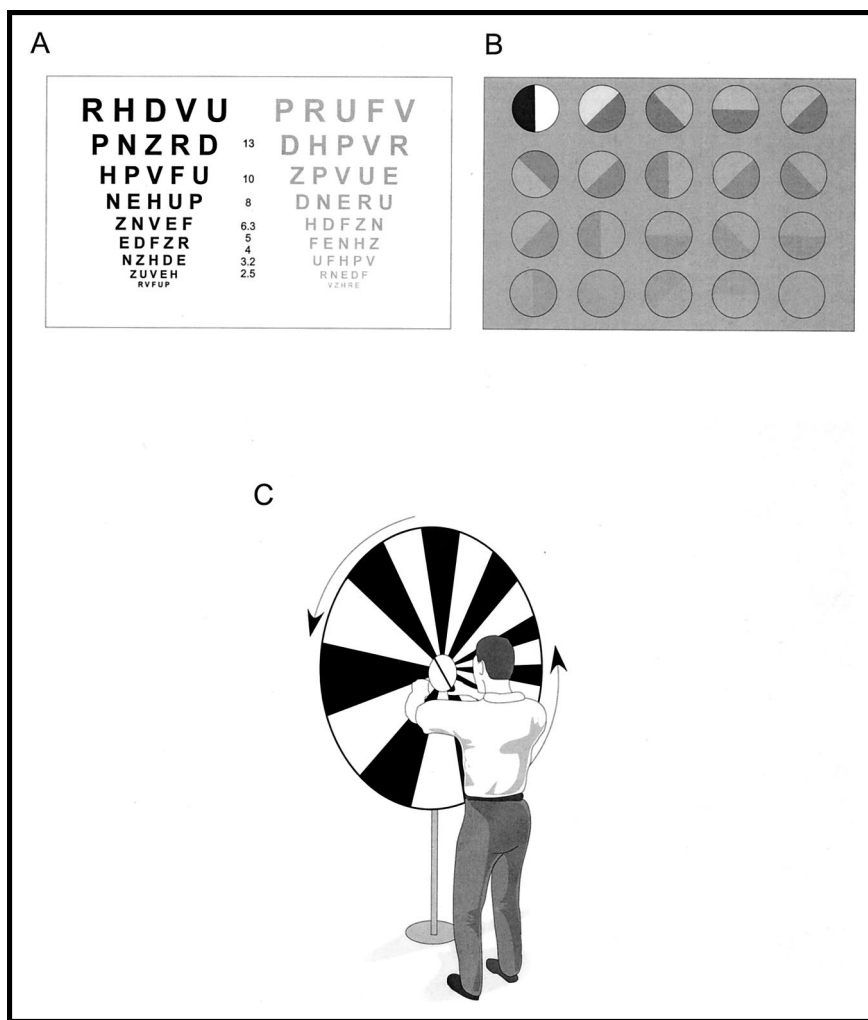 A
RHDVU PRUFV
PNZRD 13 DHPVR
HPVFU 10 ZPVUE
NEHUP 8 DNERU
ZNVEF 6.3 HDFZN
EDFZR 5 FENHZ
4
NZHDE 3.2 UFHPV
ZUVEH 2.5 RNEDF
RVFUP VZHRE
B
C